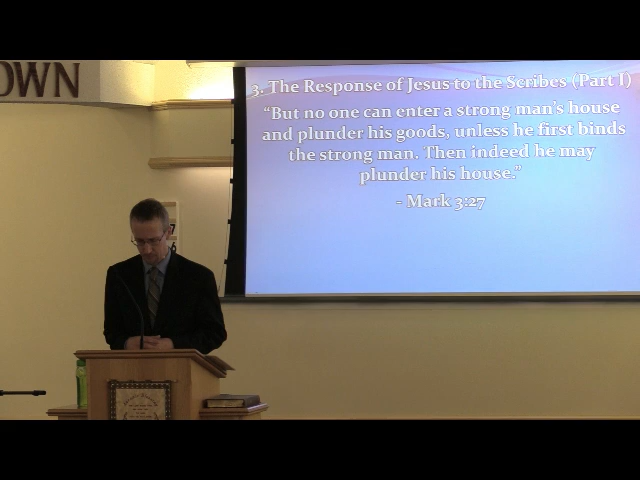 OWN
3. The Response of Jesus to the Scribes (Part I)
“But no one can enter a strong man’s house
and plunder his goods, unless he first binds
the strong man. Then indeed he may
plunder his house.”
- Mark 3:27
7
6